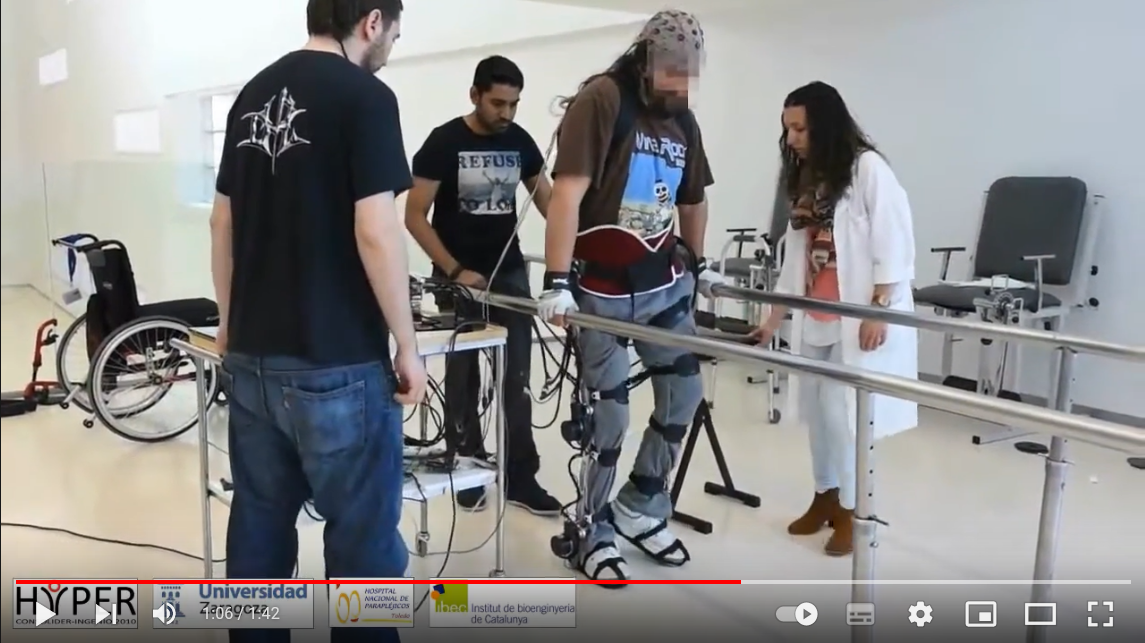 REFUSE
TO LO
HYPER
CONSOLIDER-INGENIO 2010
Universidad
Zaragoza
HOSPITAL
NACIONAL DE
PARAPLÉJICOS
Toledo
ibec
Institut de bioenginyeria
de Catalunya
1:06 / 1:42